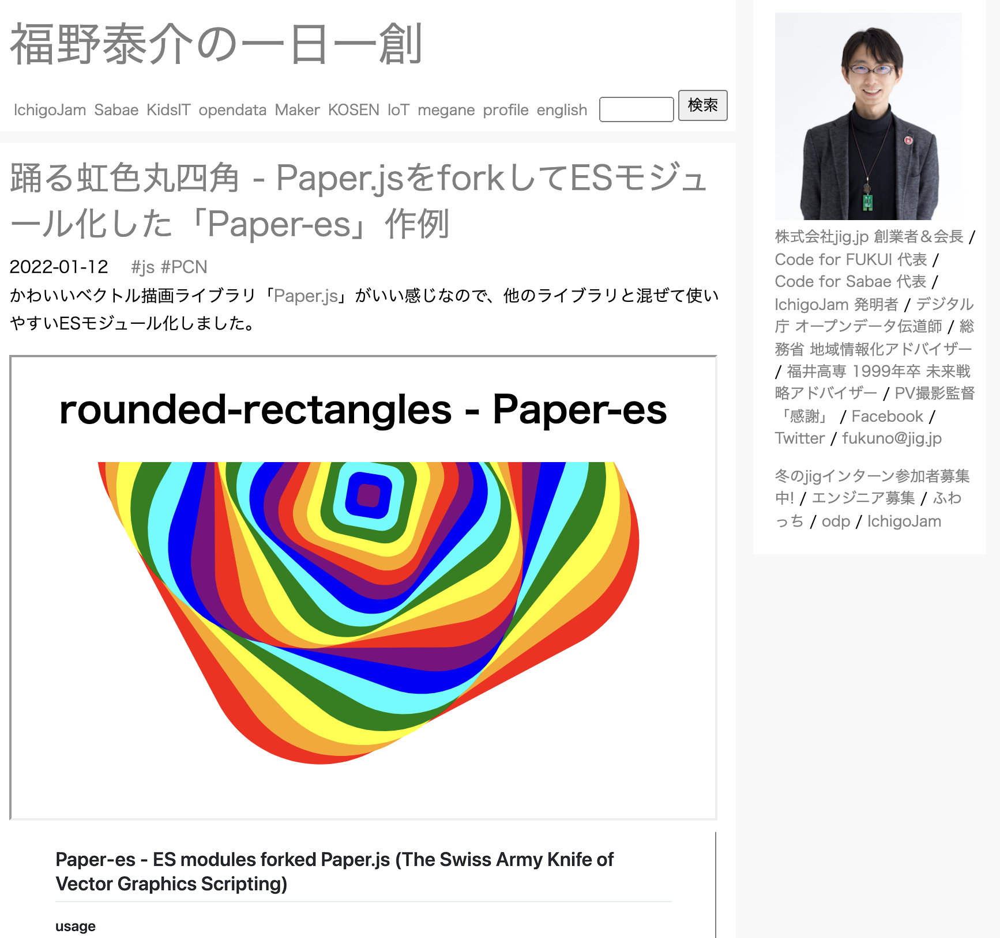 福野泰介の一日一創
IchigoJam Sabae KidsIT opendata Maker KOSEN IoT megane profile english 検索
踊る虹色丸四角 - Paper.jsをforkしてESモジュ
ール化した「Paper-es」作例
2022-01-12 #js #PCN
かわいいベクトル描画ライブラリ「Paper.js」がいい感じなので、他のライブラリと混ぜて使い
やすいESモジュール化しました。
rounded-rectangles - Paper-es
Paper-es - ES modules forked Paper.js (The Swiss Army Knife of
Vector Graphics Scripting)
usage
株式会社jig.jp 創業者＆会長 /
Code for FUKUI 代表 /
Code for Sabae 代表 /
IchigoJam 発明者 / デジタル
庁 オープンデータ伝道師 / 総
務省 地域情報化アドバイザー
/ 福井高専 1999年卒 未来戦
略アドバイザー / PV撮影監督
「感謝」 / Facebook /
Twitter / fukuno@jig.jp
冬のjigインターン参加者募集
中! / エンジニア募集 / ふわ
っち / odp / IchigoJam